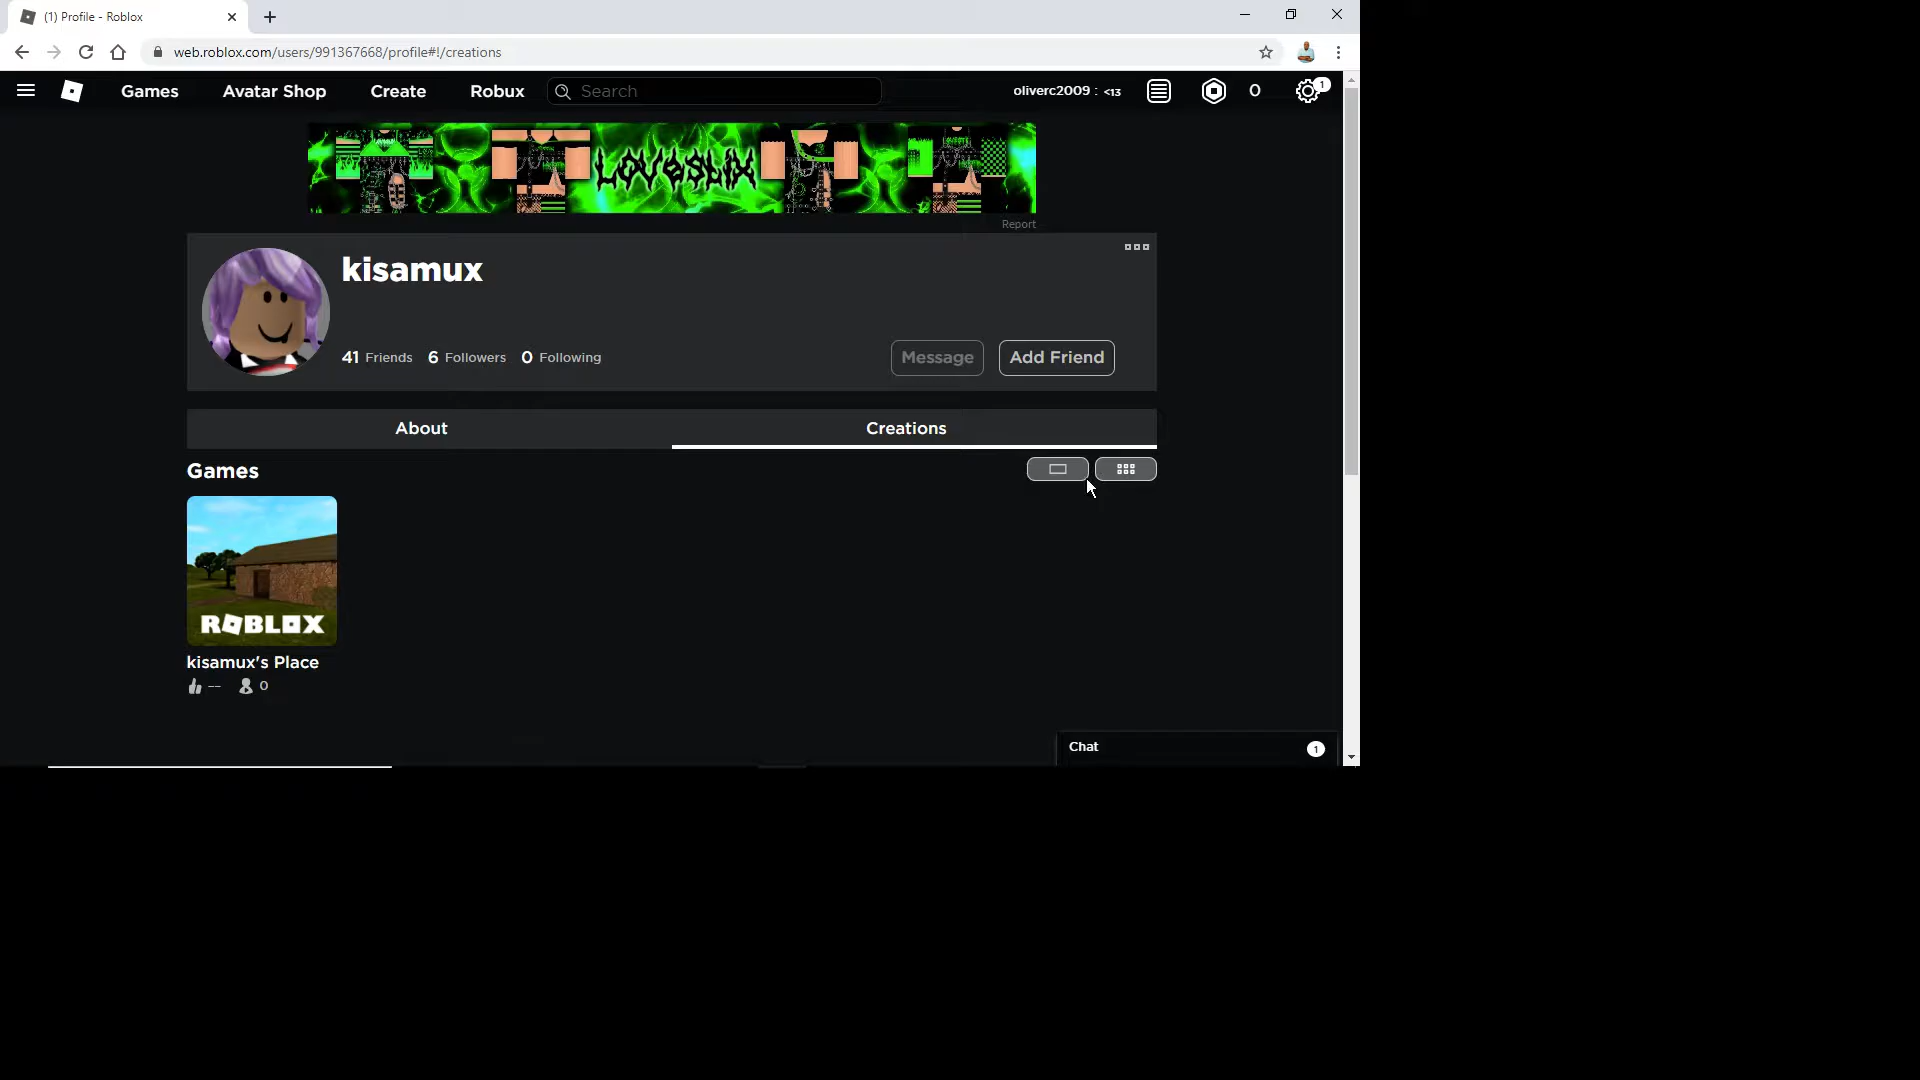 (1) Profile - Roblox
web.roblox.com/users/991367668/profile#!/creations
Games Avatar Shop Create Robux Search oliverc2009 : <13 0 1
LOVESLIX
Report
kisamux
41 Friends 6 Followers 0 Following Message Add Friend
About Creations
Games
ROBLOX
kisamux's Place
-- 0
Chat 1